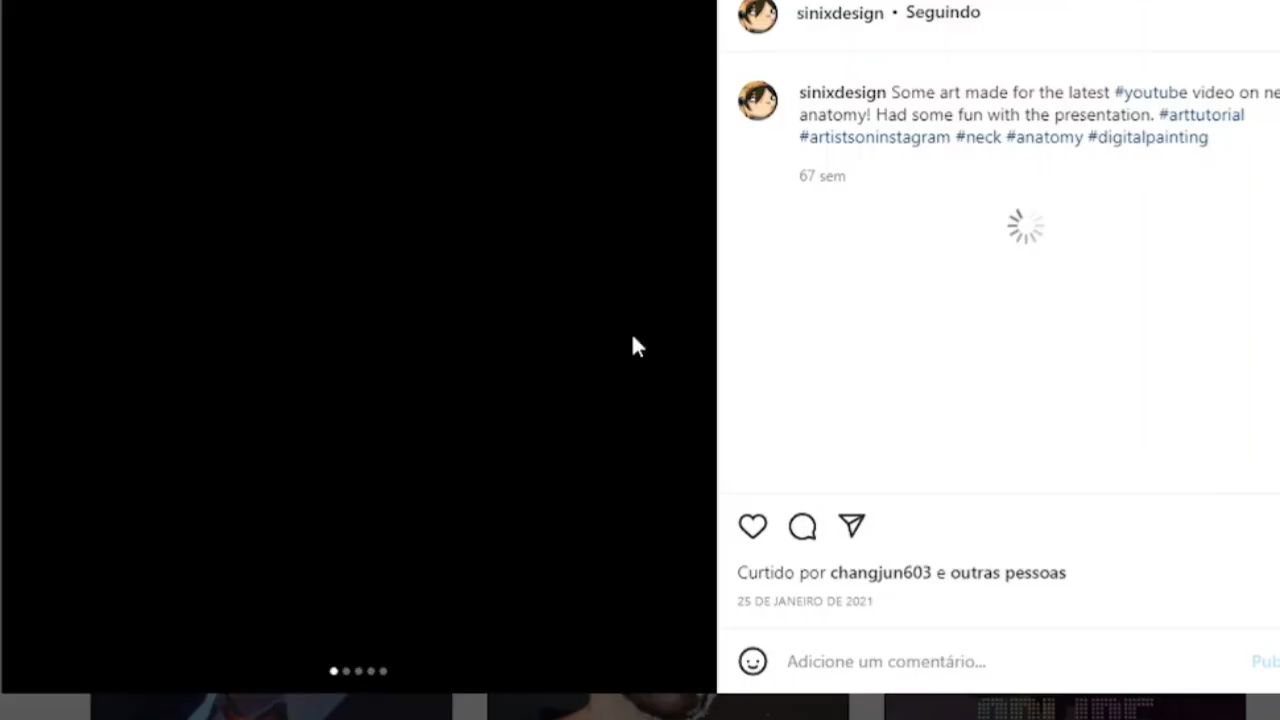 sinixdesign • Seguindo
sinixdesign Some art made for the latest #youtube video on
anatomy! Had some fun with the presentation. #arttutorial
#artistsoninstagram #neck #anatomy #digitalpainting
67 sem
Curtido por changjun603 e outras pessoas
25 DE JANEIRO DE 2021
Adicione um comentário...